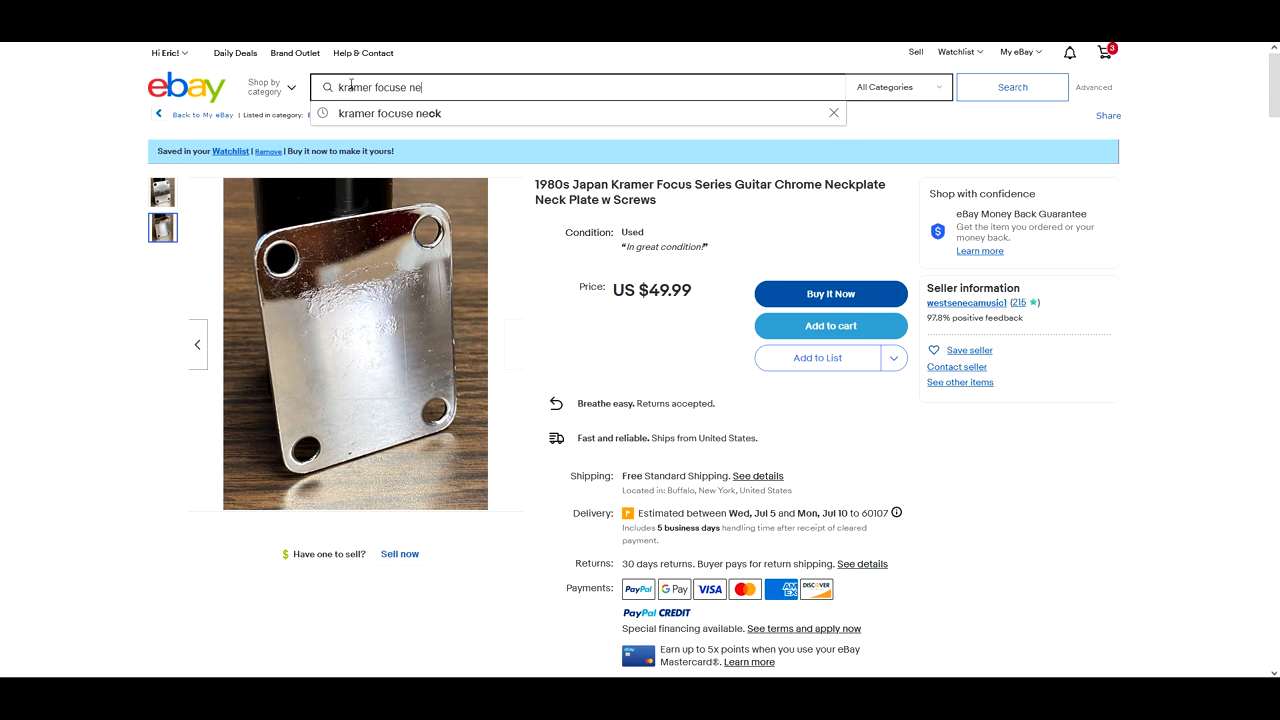 Hi Eric! Daily Deals Brand Outlet Help & Contact Sell Watchlist My eBay 3
ebay Shop by category kramer focuse ne All Categories Search Advanced
kramer focuse neck
Back to My eBay | Listed in category: Share
Saved in your Watchlist | Remove | Buy it now to make it yours!
1980s Japan Kramer Focus Series Guitar Chrome Neckplate
Neck Plate w Screws
Condition: Used
“In great condition!”
Price: US $49.99
Buy It Now
Add to cart
Add to List
Breathe easy. Returns accepted.
Fast and reliable. Ships from United States.
Shipping: Free Standard Shipping. See details
Located in: Buffalo, New York, United States
Delivery: Estimated between Wed, Jul 5 and Mon, Jul 10 to 60107
Includes 5 business days handling time after receipt of cleared
payment.
Returns: 30 days returns. Buyer pays for return shipping. See details
Payments: PayPal G Pay VISA AMEX DISCOVER
PayPal CREDIT
Special financing available. See terms and apply now
Earn up to 5x points when you use your eBay
Mastercard®. Learn more
Shop with confidence
eBay Money Back Guarantee
Get the item you ordered or your
money back.
Learn more
Seller information
westsenecamusic1 (215)
97.8% positive feedback
Save seller
Contact seller
See other items
$ Have one to sell? Sell now